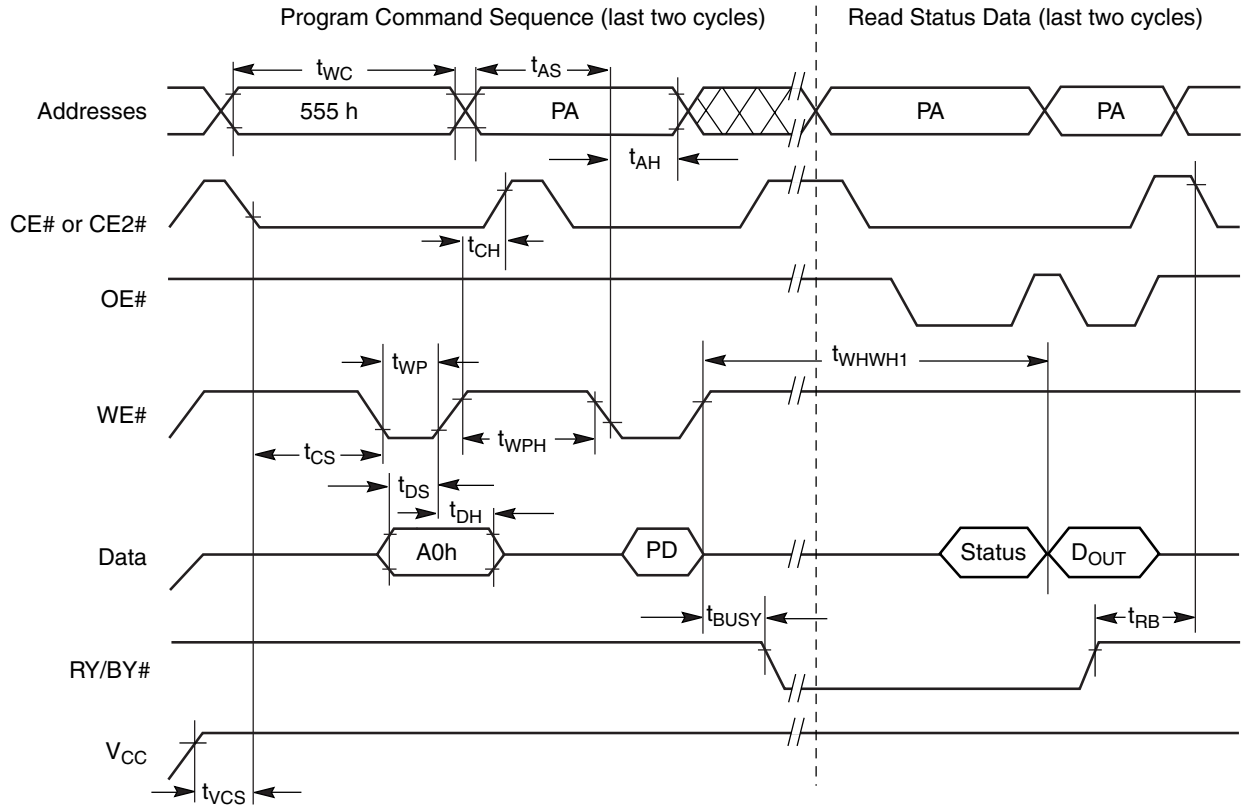 Program Command Sequence (last two cycles) Read Status Data (last two cycles)
tWC tAS
Addresses 555 h PA PA PA
tAH
CE# or CE2#
tCH
OE#
tWP tWHWH1
WE#
tCS tWPH
tDS
tDH
Data A0h PD Status DOUT
tBUSY tRB
RY/BY#
VCC
tVCS